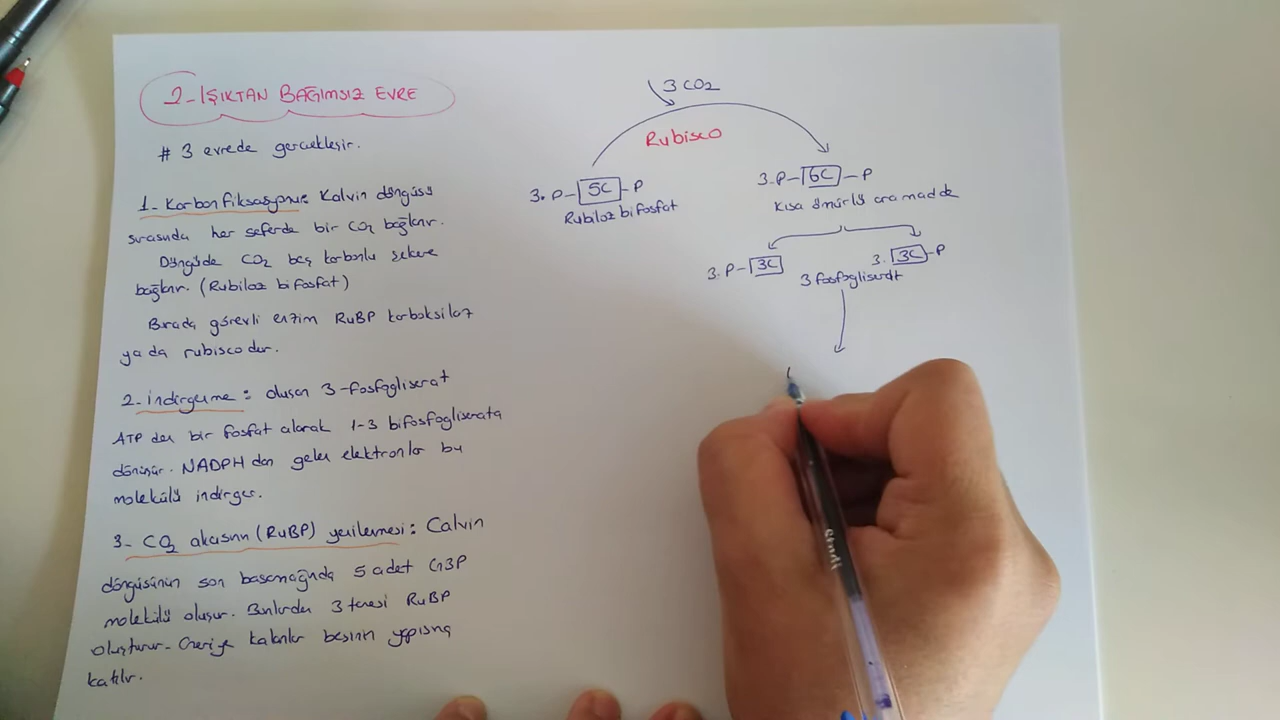 2-IŞIKTAN BAĞIMSIZ EVRE
# 3 evrede gerçekleşir.
1- Karbon fiksasyonu: Kalvin döngüsü
sırasında her seferde bir CO₂ bağlanır.
Döngüde CO₂ beş karbonlu şekere
bağlanır. (Rubiloz bifosfat)
Burada görevli enzim RuBP karboksilaz
ya da rubiscodur.
2- İndirgeme: oluşan 3-fosfogliserat
ATP den bir fosfat alarak 1-3 bifosfogliserata
dönüşür. NADPH dan gelen elektronlar bu
molekülü indirger.
3- CO₂ alıcısının (RuBP) yenilenmesi: Calvin
döngüsünün son basamağında 5 adet G3P
molekülü oluşur. Bunlardan 3 tanesi RuBP
oluşturur. Geriye kalanlar besinin yapısına
katılır.
3 CO₂
Rubisco
3. P-5C-P
Rubiloz bifosfat
3.P-6C-P
Kısa ömürlü ara madde
3. P-3C
3. 3C-P
3 fosfogliserat
Studi